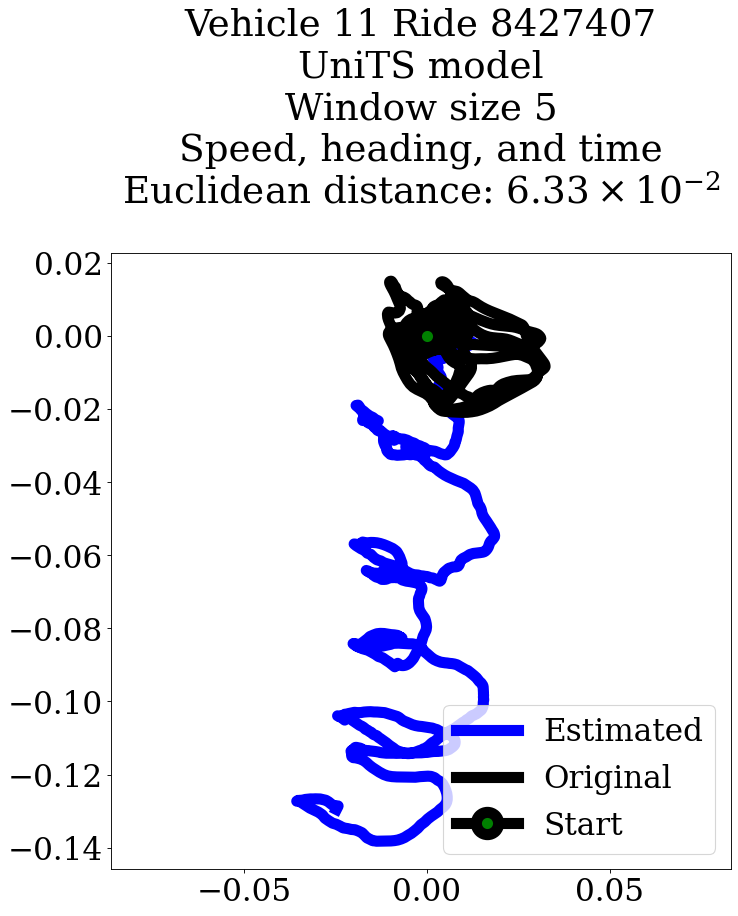 Vehicle 11 Ride 8427407
UniTS model
Window size 5
Speed, heading, and time
Euclidean distance: 6.33 × 10⁻²
0.02
0.00
−0.02
−0.04
−0.06
−0.08
−0.10
−0.12
−0.14
−0.05
0.00
0.05
Estimated
Original
Start